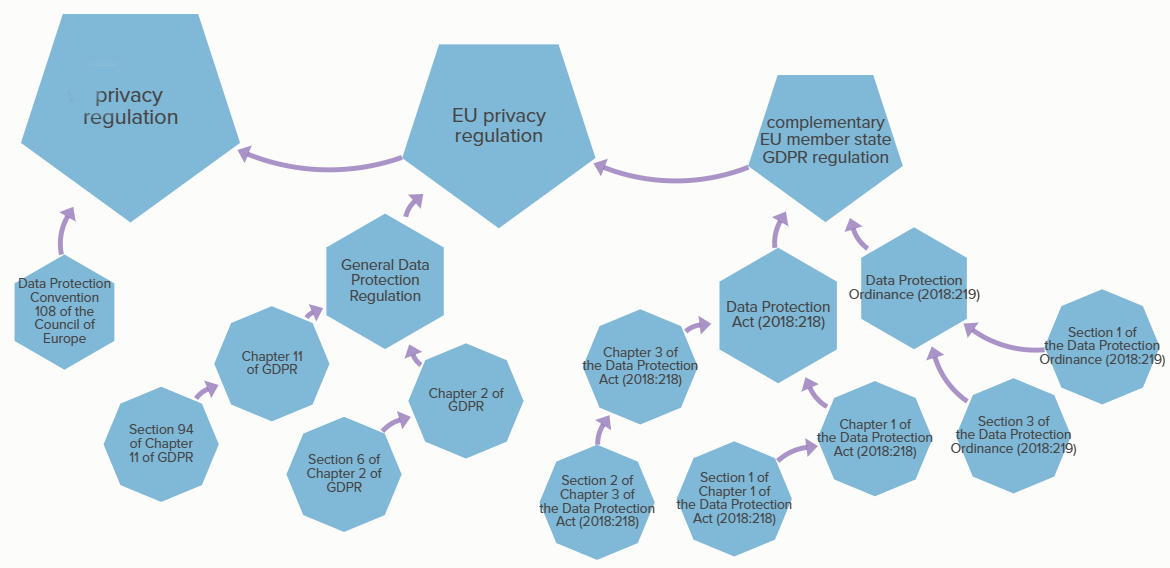 privacy
regulation
EU privacy
regulation
complementary
EU member state
GDPR regulation
Data Protection
Convention
108 of the
Council of
Europe
General Data
Protection
Regulation
Data Protection
Act (2018:218)
Data Protection
Ordinance (2018:219)
Chapter 11
of GDPR
Chapter 2 of
GDPR
Section 94
of Chapter
11 of GDPR
Section 6 of
Chapter 2 of
GDPR
Chapter 3 of
the Data Protection
Act (2018:218)
Section 2 of
Chapter 3 of
the Data Protection
Act (2018:218)
Section 1 of
Chapter 1 of
the Data Protection
Act (2018:218)
Chapter 1 of
the Data Protection
Act (2018:218)
Section 3 of
the Data Protection
Ordinance (2018:219)
Section 1 of
the Data Protection
Ordinance (2018:219)